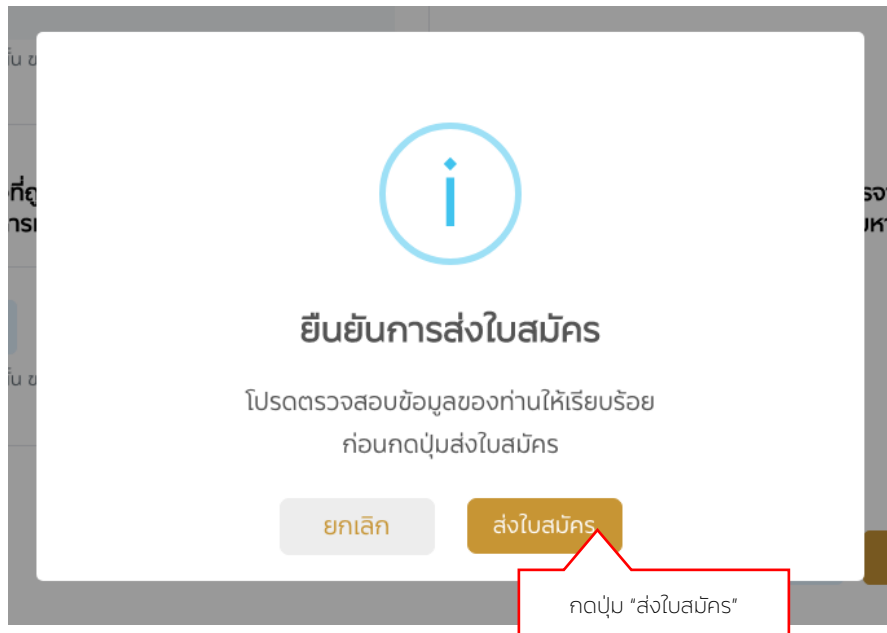 ยืนยันการส่งใบสมัคร
โปรดตรวจสอบข้อมูลของท่านให้เรียบร้อย
ก่อนกดปุ่มส่งใบสมัคร
ยกเลิก
ส่งใบสมัคร
กดปุ่ม “ส่งใบสมัคร”